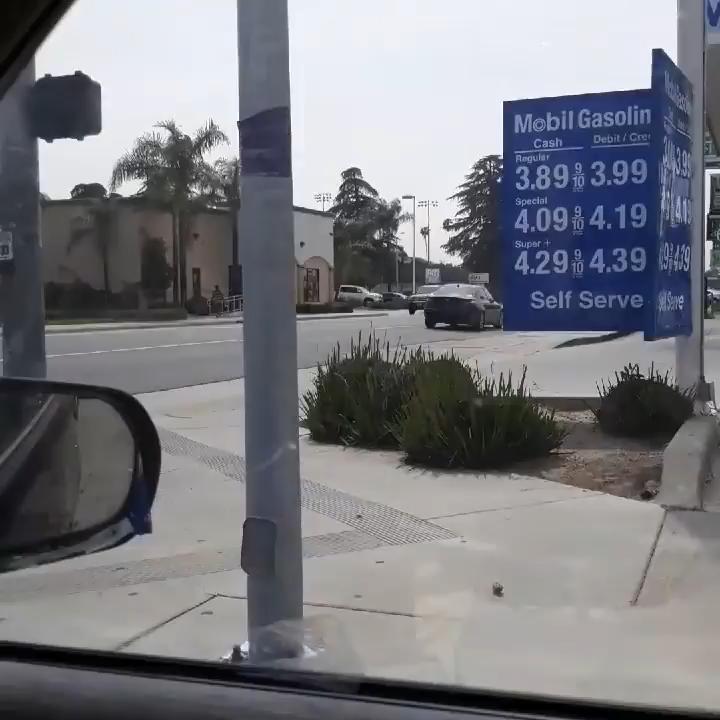 Mobil Gasolin
Cash Debit / Cre
Regular
3.89 9/10 3.99
Special
4.09 9/10 4.19
Super +
4.29 9/10 4.39
Self Serve